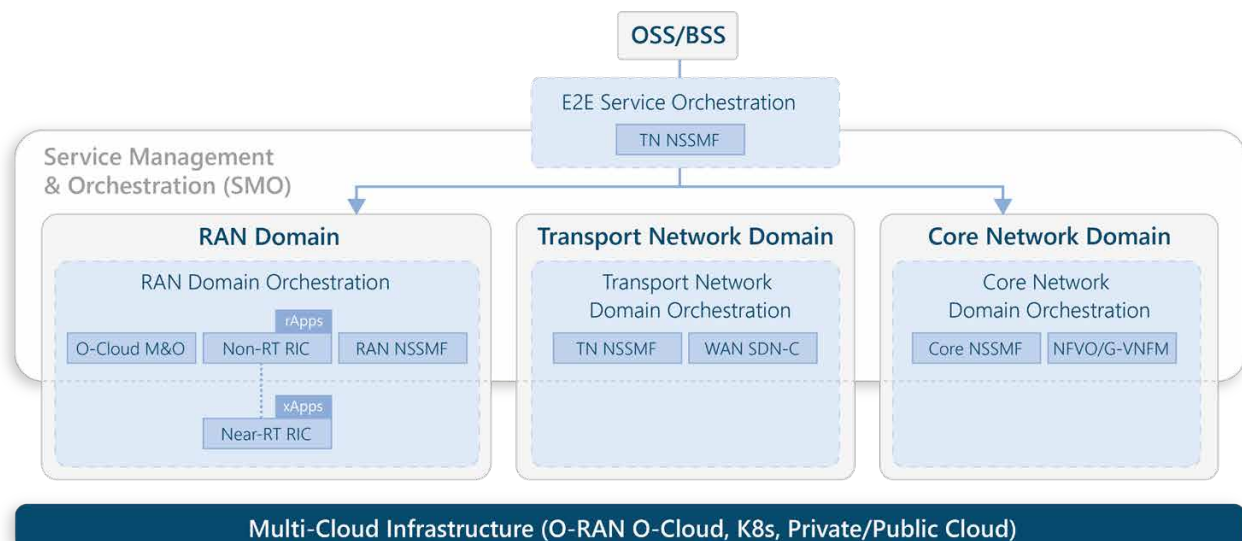 OSS/BSS
E2E Service Orchestration
TN NSSMF
Service Management
& Orchestration (SMO)
RAN Domain
RAN Domain Orchestration
rApps
O-Cloud M&O
Non-RT RIC
RAN NSSMF
xApps
Near-RT RIC
Transport Network Domain
Transport Network
Domain Orchestration
TN NSSMF
WAN SDN-C
Core Network Domain
Core Network
Domain Orchestration
Core NSSMF
NFVO/G-VNFM
Multi-Cloud Infrastructure (O-RAN O-Cloud, K8s, Private/Public Cloud)